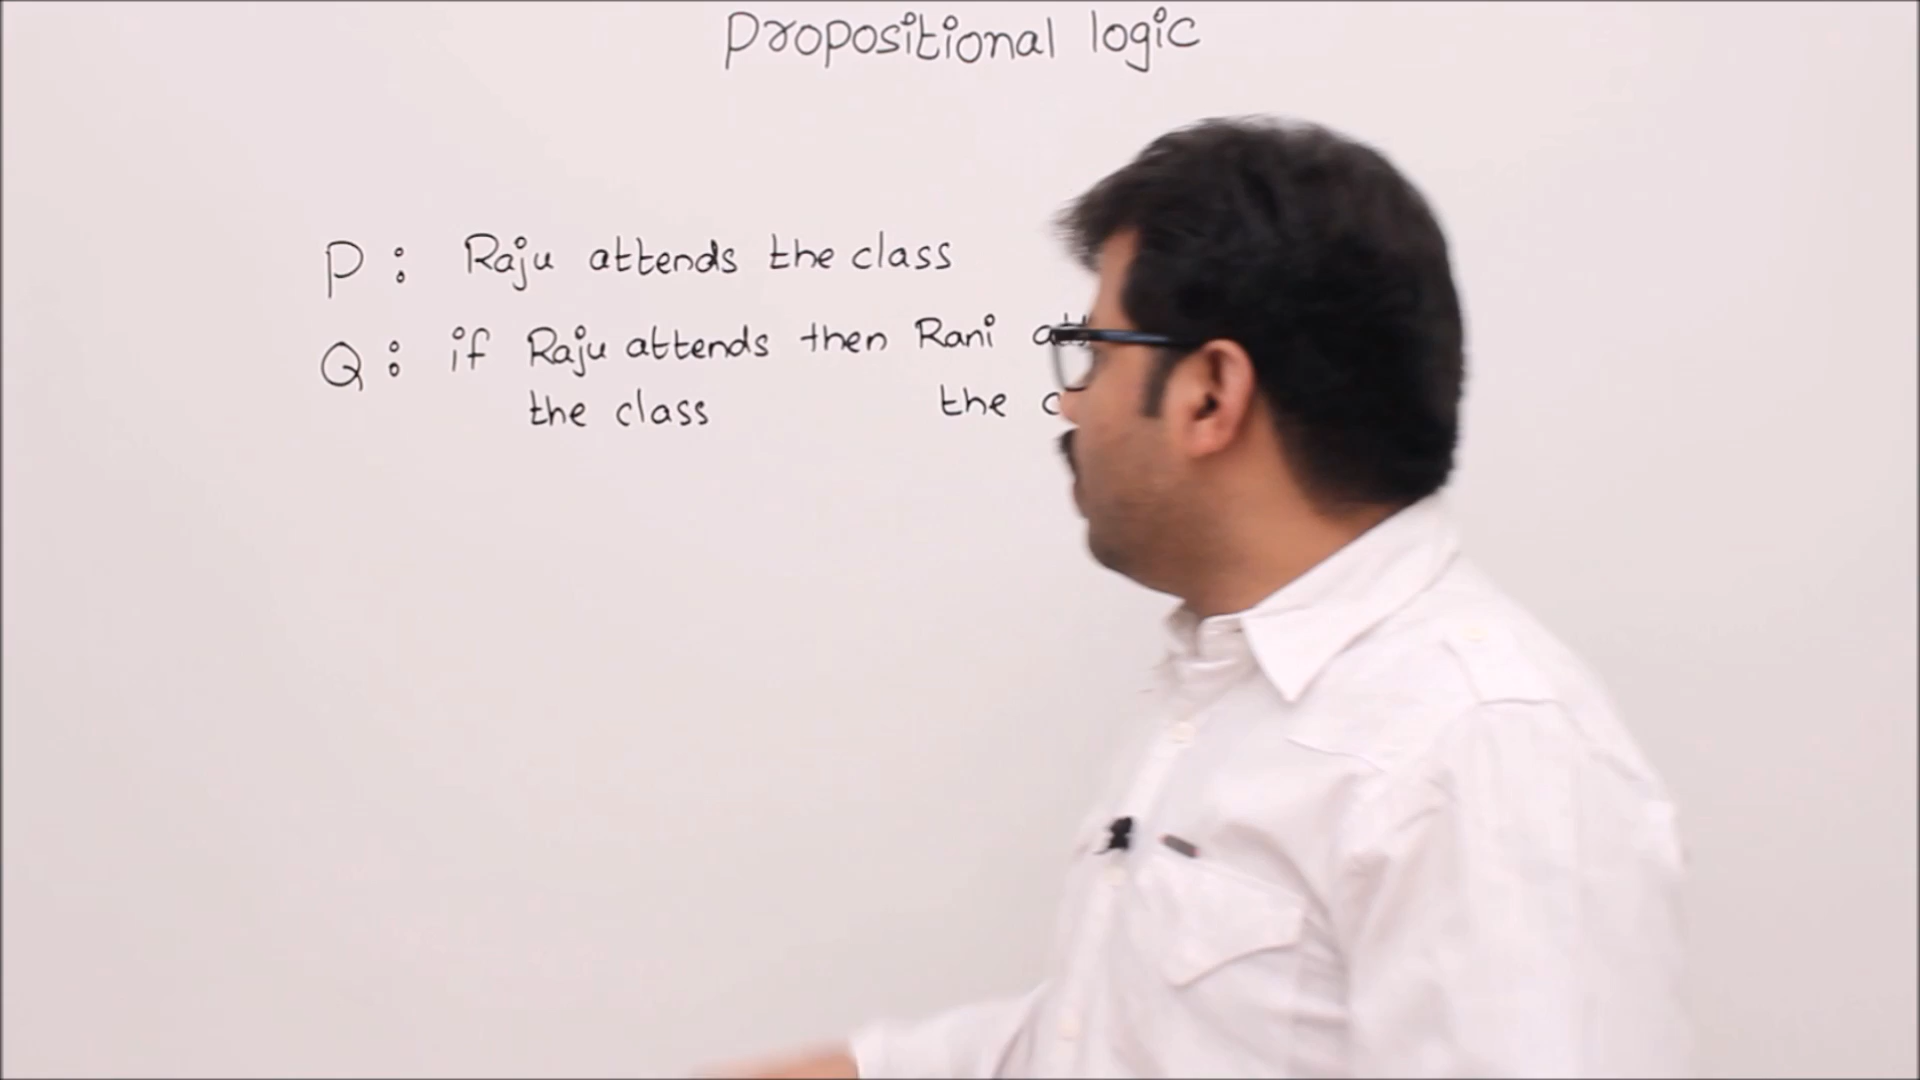 Propositional logic
P : Raju attends the class
Q : if Raju attends then Rani
the class the